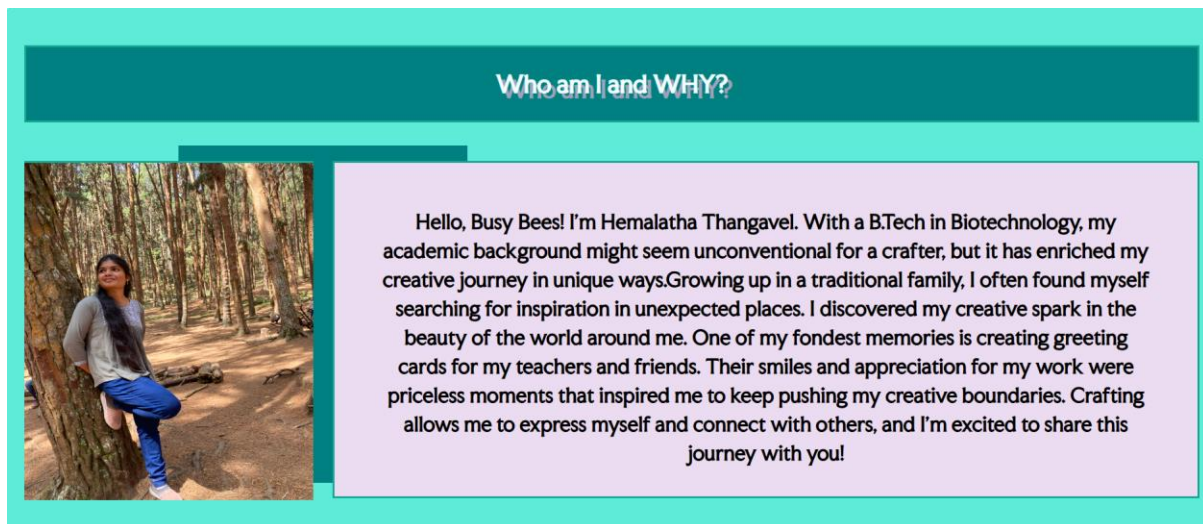 Who am I and WHY?
Hello, Busy Bees! I'm Hemalatha Thangavel. With a B.Tech in Biotechnology, my
academic background might seem unconventional for a crafter, but it has enriched my
creative journey in unique ways.Growing up in a traditional family, I often found myself
searching for inspiration in unexpected places. I discovered my creative spark in the
beauty of the world around me. One of my fondest memories is creating greeting
cards for my teachers and friends. Their smiles and appreciation for my work were
priceless moments that inspired me to keep pushing my creative boundaries. Crafting
allows me to express myself and connect with others, and I'm excited to share this
journey with you!